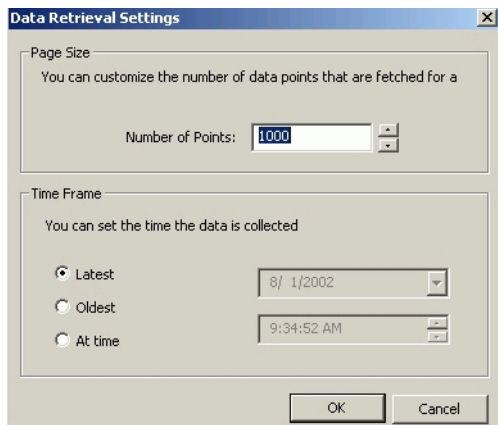 Data Retrieval Settings
Page Size
You can customize the number of data points that are fetched for a
Number of Points: 1000
Time Frame
You can set the time the data is collected
Latest
8/ 1/2002
Oldest
9:34:52 AM
At time
OK Cancel